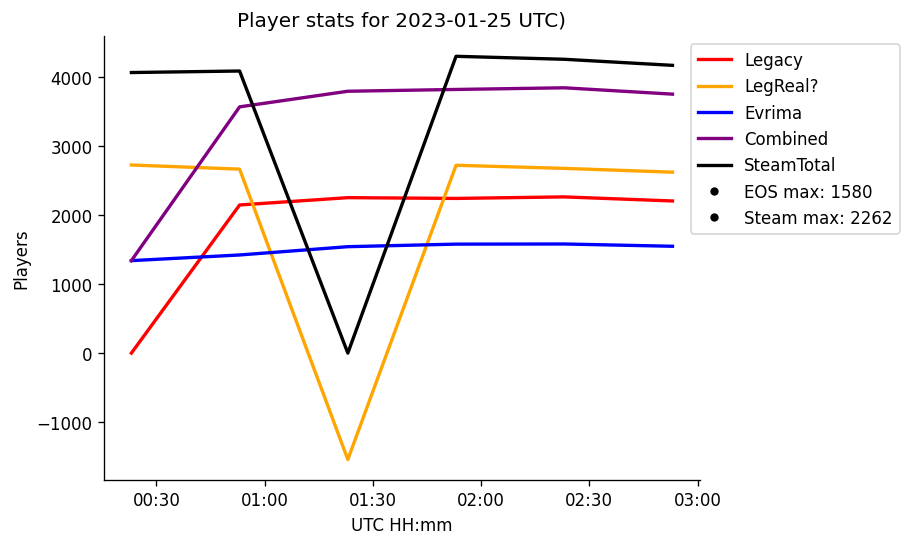 Player stats for 2023-01-25 UTC)
Players
4000
3000
2000
1000
0
−1000
00:30
01:00
01:30
02:00
02:30
03:00
UTC HH:mm
Legacy
LegReal?
Evrima
Combined
SteamTotal
EOS max: 1580
Steam max: 2262